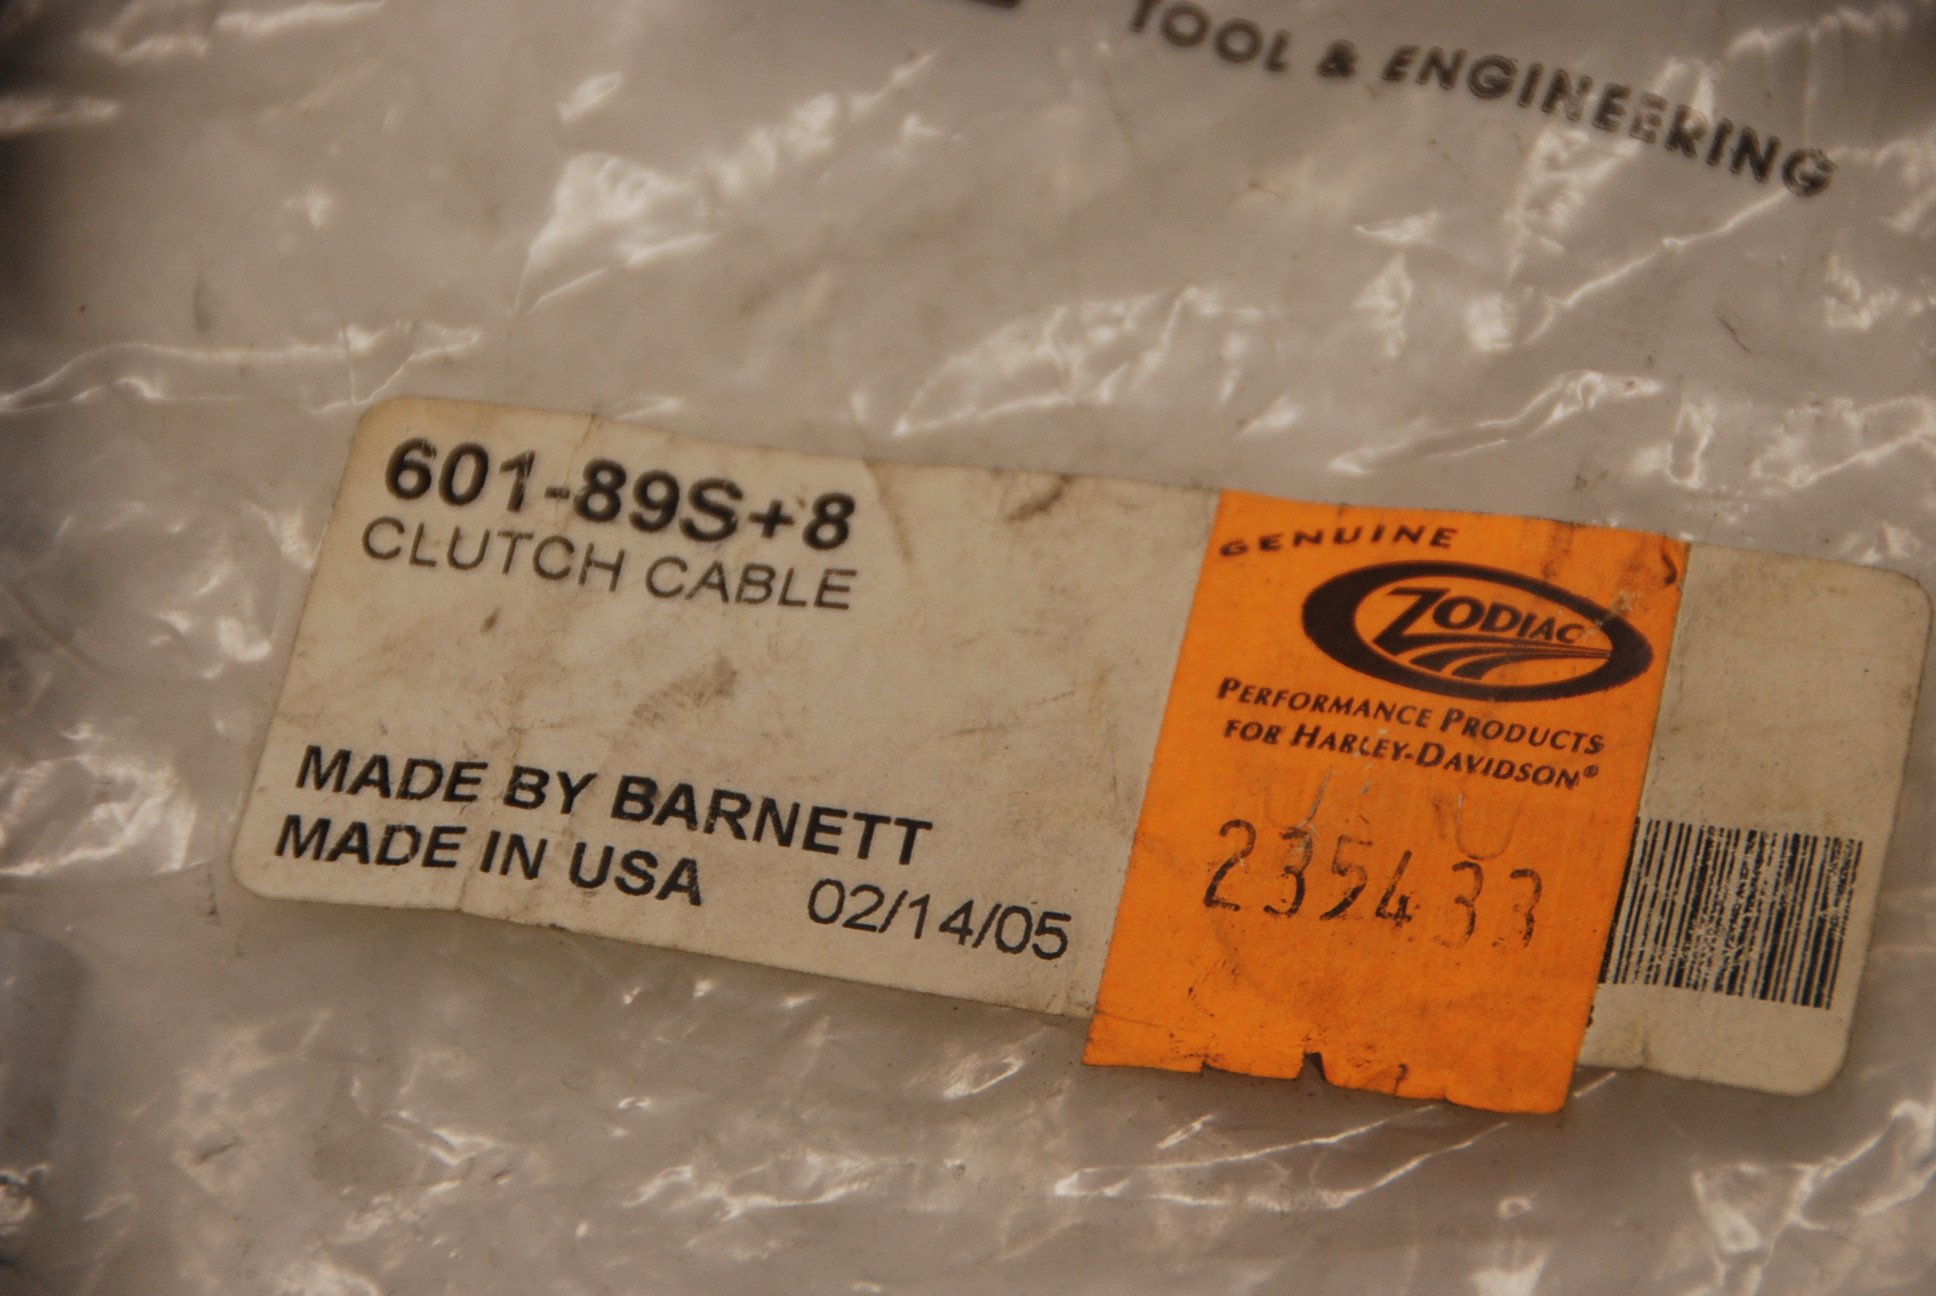 TOOL & ENGINEERING
601-89S+8
CLUTCH CABLE
MADE BY BARNETT
MADE IN USA 02/14/05
GENUINE
ZODIAC
PERFORMANCE PRODUCTS
FOR HARLEY-DAVIDSON®
235433